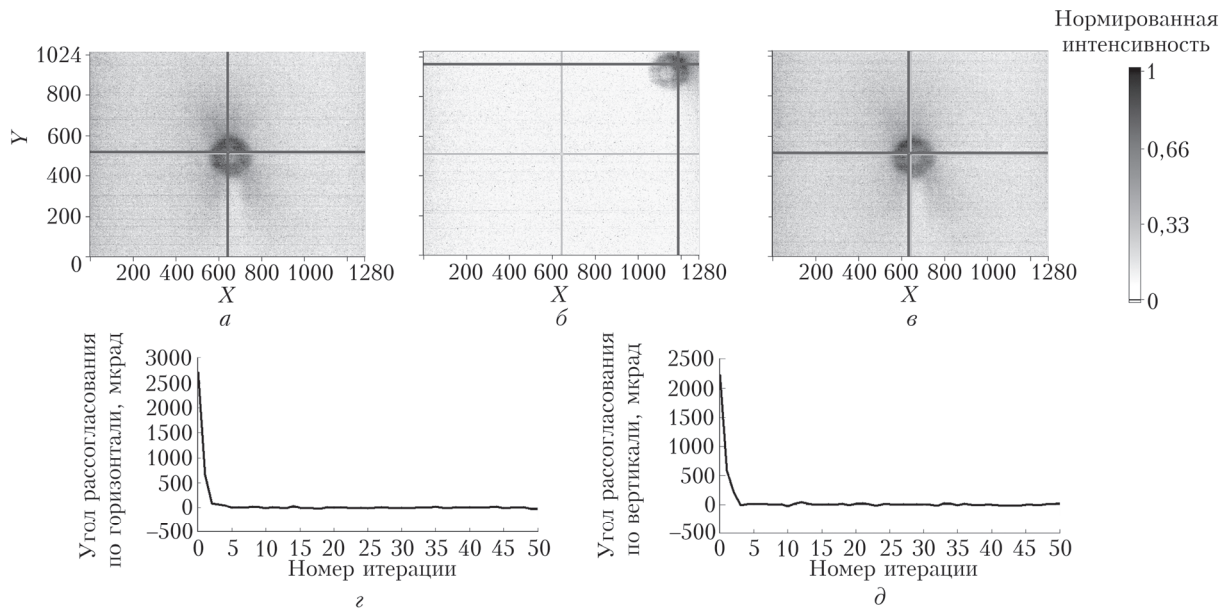 Нормированная
интенсивность
1
0,66
0,33
0
Y
1024
800
600
400
200
0
200 400 600 800 1000 1280
X
а
200 400 600 800 1000 1280
X
б
200 400 600 800 1000 1280
X
в
Угол рассогласования
по горизонтали, мкрад
3000
2500
2000
1500
1000
500
0
–500
0 5 10 15 20 25 30 35 40 45 50
Номер итерации
г
Угол рассогласования
по вертикали, мкрад
2500
2000
1500
1000
500
0
–500
0 5 10 15 20 25 30 35 40 45 50
Номер итерации
д